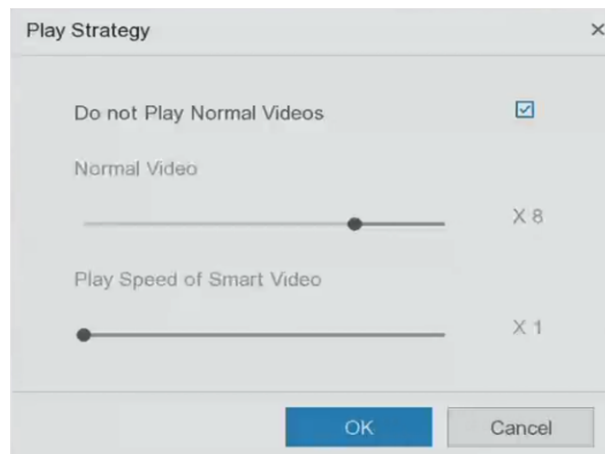 Play Strategy
Do not Play Normal Videos
Normal Video
X 8
Play Speed of Smart Video
X 1
OK
Cancel